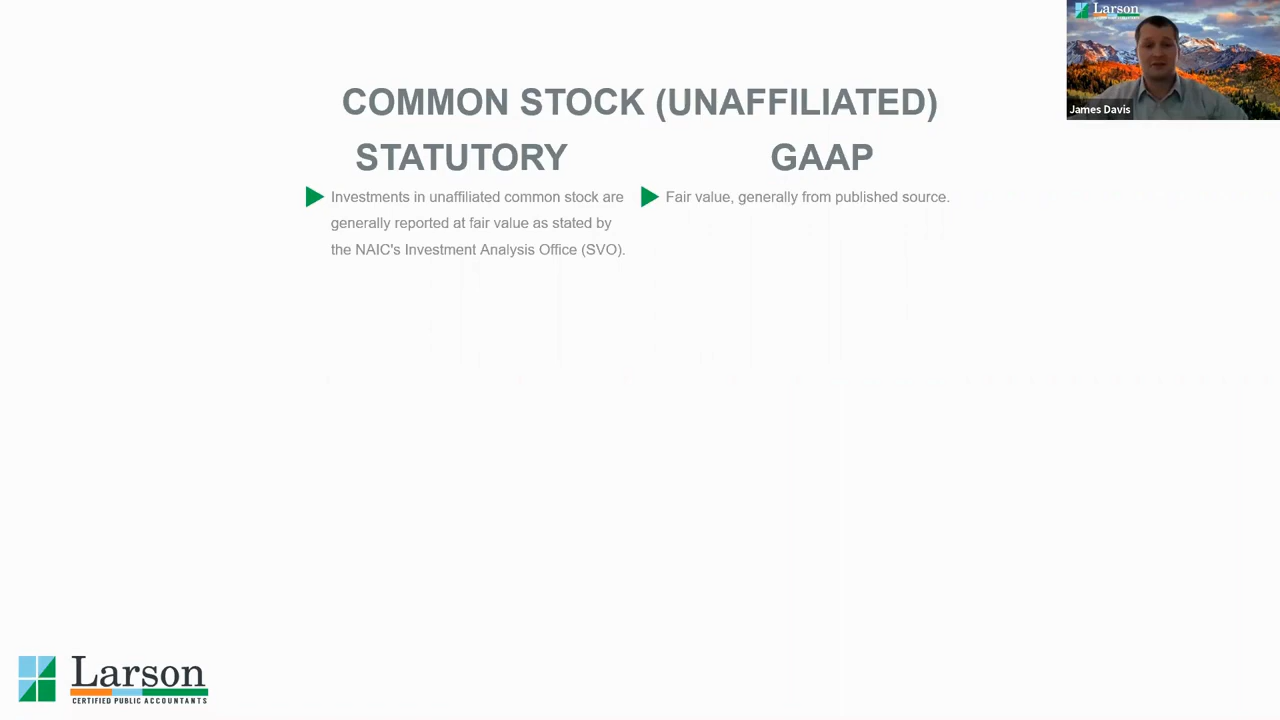 Larson
James Davis
COMMON STOCK (UNAFFILIATED)
STATUTORY
GAAP
Investments in unaffiliated common stock are
generally reported at fair value as stated by
the NAIC's Investment Analysis Office (SVO).
Fair value, generally from published source.
Larson
CERTIFIED PUBLIC ACCOUNTANTS